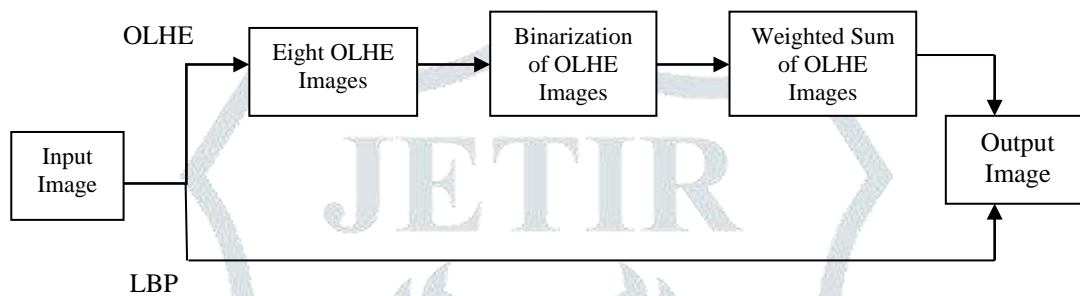 OLHE
Eight OLHE
Images
Binarization
of OLHE
Images
Weighted Sum
of OLHE
Images
Input
Image
Output
Image
JETIR
LBP